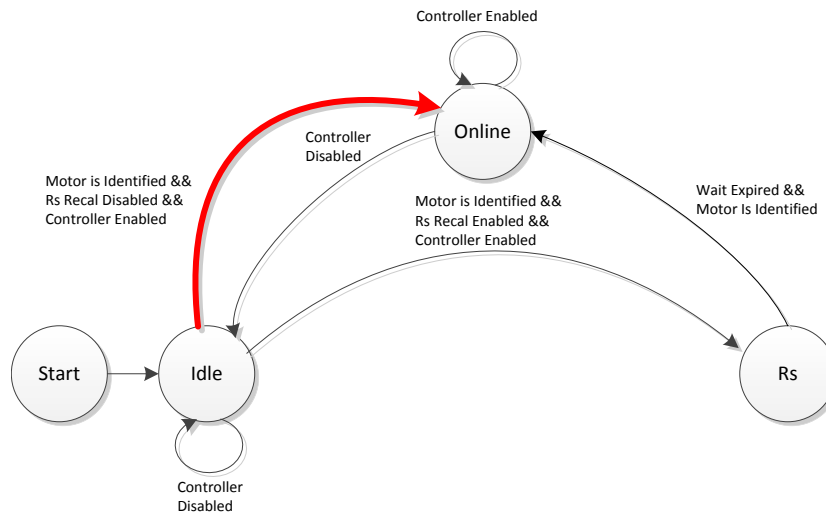 Controller Enabled
Online
Controller
Disabled
Motor is Identified &&
Rs Recal Disabled &&
Controller Enabled
Motor is Identified &&
Rs Recal Enabled &&
Controller Enabled
Wait Expired &&
Motor Is Identified
Start
Idle
Rs
Controller
Disabled